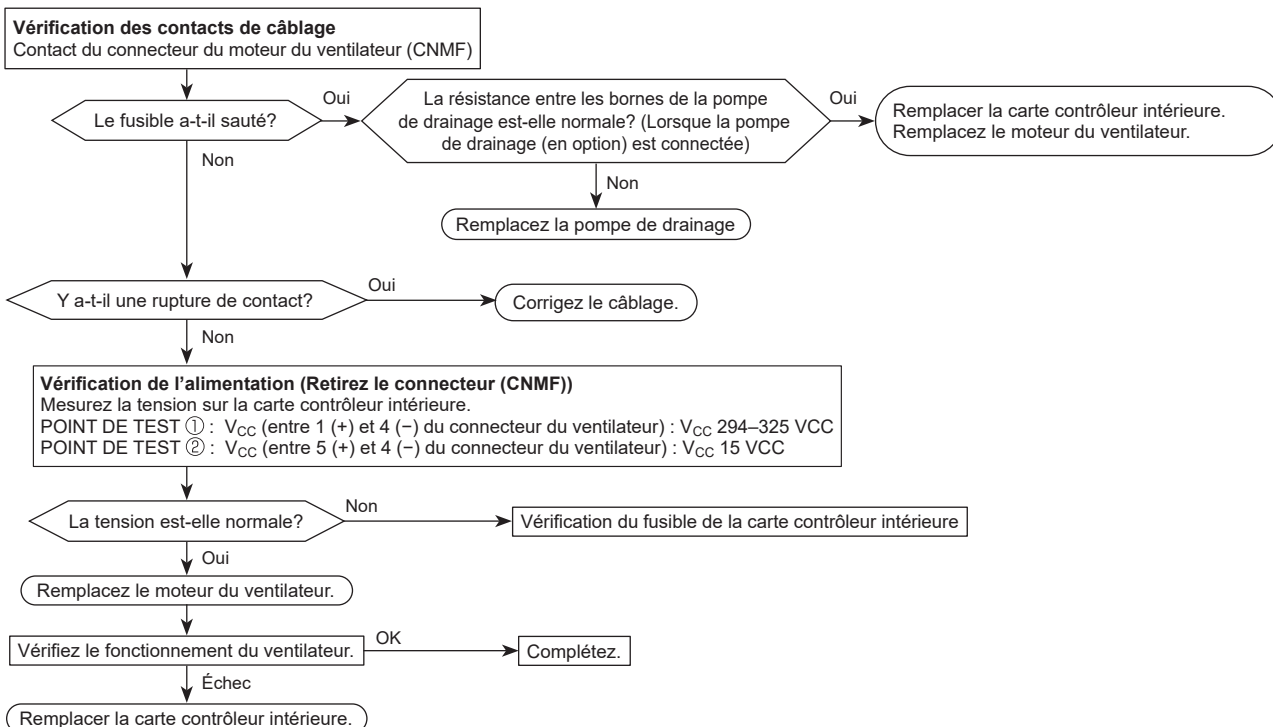 Vérification des contacts de câblage
Contact du connecteur du moteur du ventilateur (CNMF)
Le fusible a-t-il sauté?
Oui
La résistance entre les bornes de la pompe
de drainage est-elle normale? (Lorsque la pompe
de drainage (en option) est connectée)
Oui
Remplacer la carte contrôleur intérieure.
Remplacez le moteur du ventilateur.
Non
Non
Remplacez la pompe de drainage
Y a-t-il une rupture de contact?
Oui
Corrigez le câblage.
Non
Vérification de l’alimentation (Retirez le connecteur (CNMF))
Mesurez la tension sur la carte contrôleur intérieure.
POINT DE TEST ① : VCC (entre 1 (+) et 4 (−) du connecteur du ventilateur) : VCC 294–325 VCC
POINT DE TEST ② : VCC (entre 5 (+) et 4 (−) du connecteur du ventilateur) : VCC 15 VCC
La tension est-elle normale?
Non
Vérification du fusible de la carte contrôleur intérieure
Oui
Remplacez le moteur du ventilateur.
Vérifiez le fonctionnement du ventilateur.
OK
Complétez.
Échec
Remplacer la carte contrôleur intérieure.